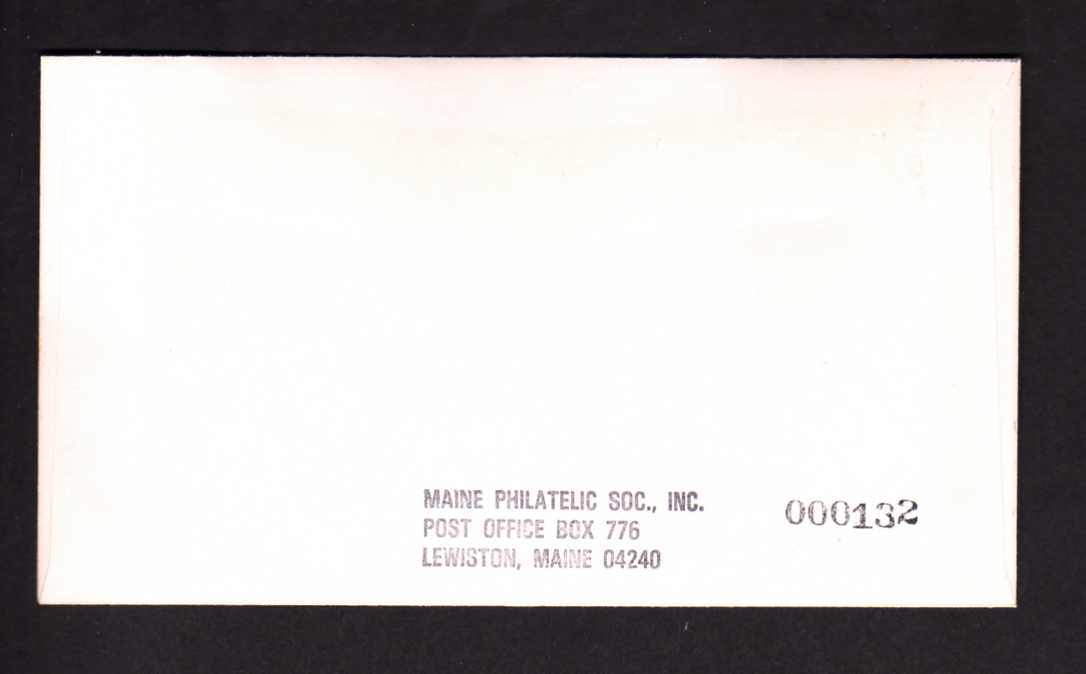 MAINE PHILATELIC SOC., INC.
POST OFFICE BOX 776
LEWISTON, MAINE 04240
000132